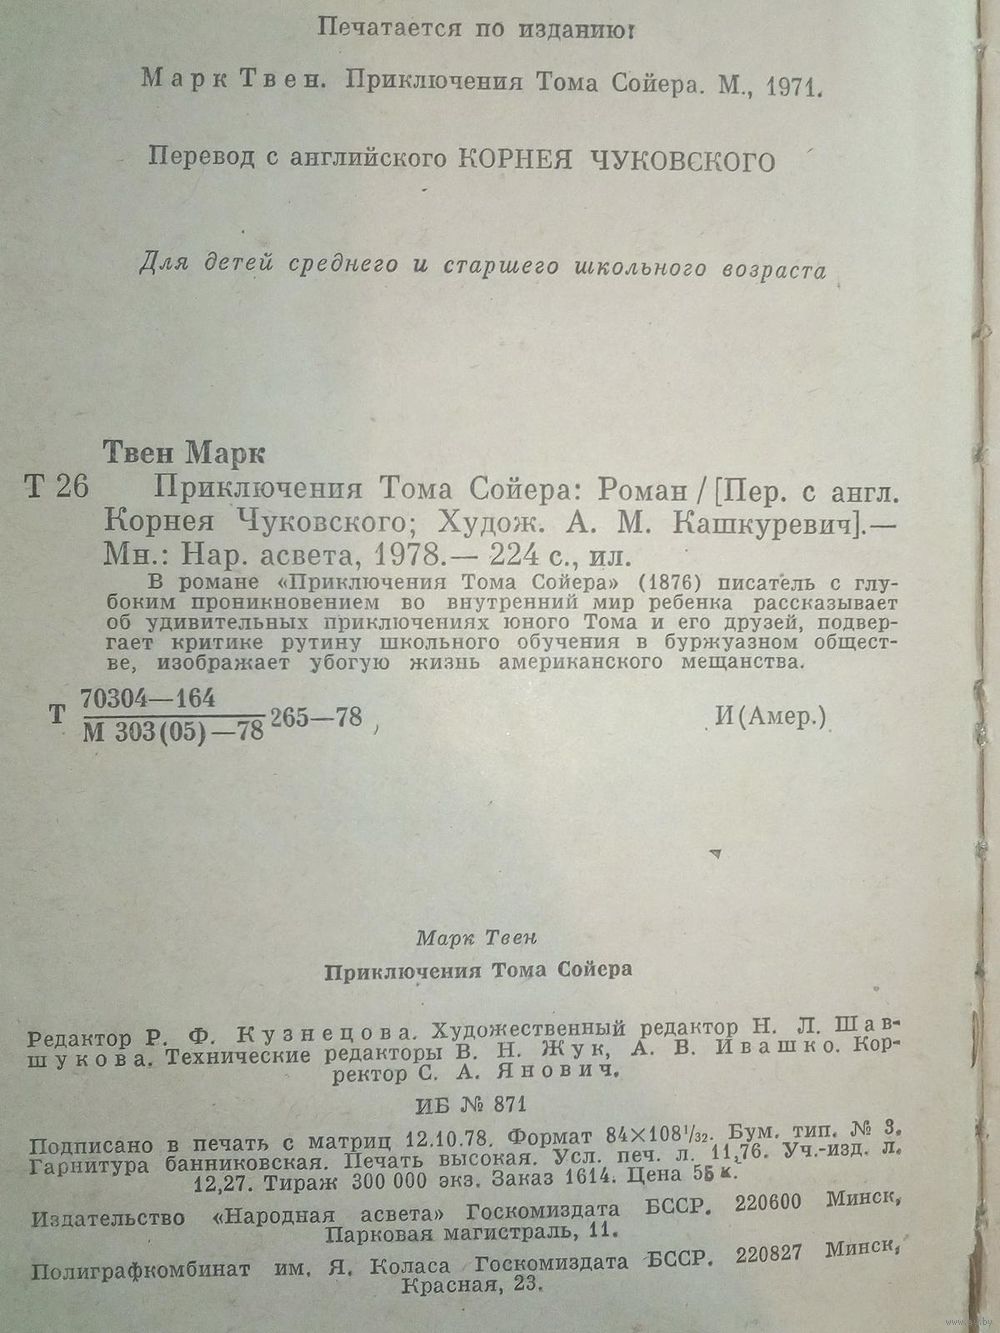 Печатается по изданию:
Марк Твен. Приключения Тома Сойера. М., 1971.
Перевод с английского КОРНЕЯ ЧУКОВСКОГО
Для детей среднего и старшего школьного возраста
Твен Марк
Т 26 Приключения Тома Сойера: Роман / [Пер. с англ.
Корнея Чуковского; Худож. А. М. Кашкуревич].—
Мн.: Нар. асвета, 1978.— 224 с., ил.
В романе «Приключения Тома Сойера» (1876) писатель с глу-
боким проникновением во внутренний мир ребенка рассказывает
об удивительных приключениях юного Тома и его друзей, подвер-
гает критике рутину школьного обучения в буржуазном общест-
ве, изображает убогую жизнь американского мещанства.
70304—164
Т 265—78 И(Амер.)
М 303(05)—78
Марк Твен
Приключения Тома Сойера
Редактор Р. Ф. Кузнецова. Художественный редактор Н. Л. Шав-
шукова. Технические редакторы В. Н. Жук, А. В. Ивашко. Кор-
ректор С. А. Янович.
ИБ № 871
Подписано в печать с матриц 12.10.78. Формат 84×108 1/32. Бум. тип. № 3.
Гарнитура банниковская. Печать высокая. Усл. печ. л. 11,76. Уч.-изд. л.
12,27. Тираж 300 000 экз. Заказ 1614. Цена 55 к.
Издательство «Народная асвета» Госкомиздата БССР. 220600 Минск,
Парковая магистраль, 11.
Полиграфкомбинат им. Я. Коласа Госкомиздата БССР. 220827 Минск,
Красная, 23.